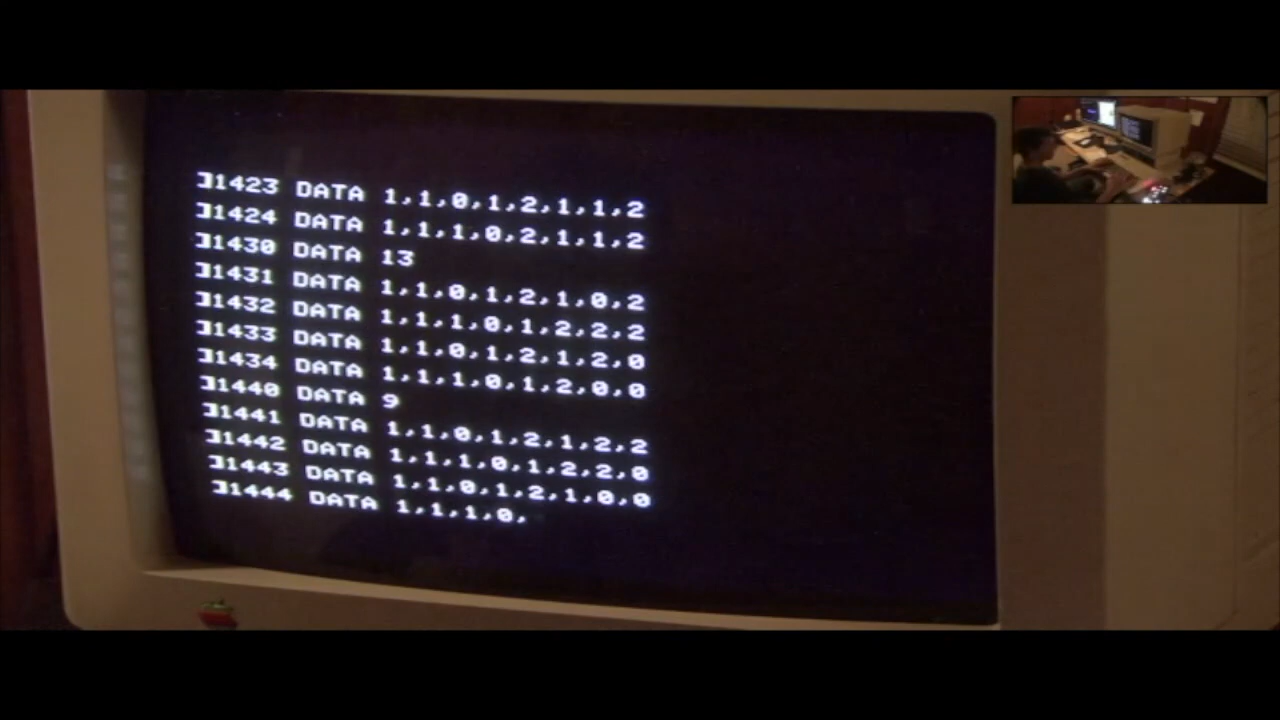 ]1423 DATA 1,1,0,1,2,1,1,2
]1424 DATA 1,1,1,0,2,1,1,2
]1430 DATA 13
]1431 DATA 1,1,0,1,2,1,0,2
]1432 DATA 1,1,1,0,1,2,2,2
]1433 DATA 1,1,0,1,2,1,2,0
]1434 DATA 1,1,1,0,1,2,0,0
]1440 DATA 9
]1441 DATA 1,1,0,1,2,1,2,2
]1442 DATA 1,1,1,0,1,2,2,0
]1443 DATA 1,1,0,1,2,1,0,0
]1444 DATA 1,1,1,0,